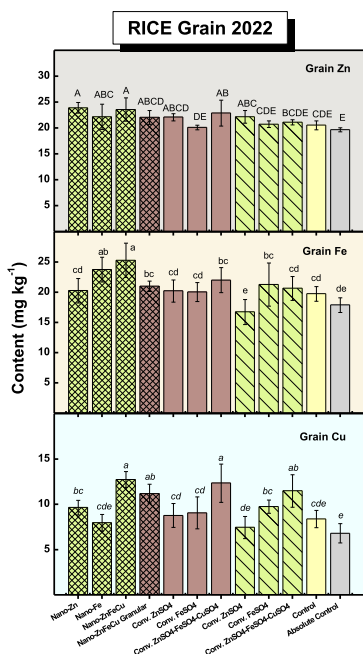 RICE Grain 2022
Grain Zn
30
25
20
15
10
5
A
AB
A
ABCD
ABCD
DE
AB
ABC
CDE
BCDE
CDE
E
Grain Fe
25
20
15
10
5
cd
ab
a
bc
cd
cd
bc
e
bc
cd
cd
de
Grain Cu
15
10
5
bc
cde
a
ab
cd
cd
a
de
bc
ab
cde
e
Content (mg kg-1)
Nano-Zn
Nano-Fe
Nano-ZnFeCu
Nano-ZnFeCu Granular
Conv. ZnSO4
Conv. FeSO4
Conv. ZnSO4-FeSO4-CuSO4
Conv. ZnSO4
Conv. FeSO4
Conv. ZnSO4-FeSO4-CuSO4
Control
Absolute Control